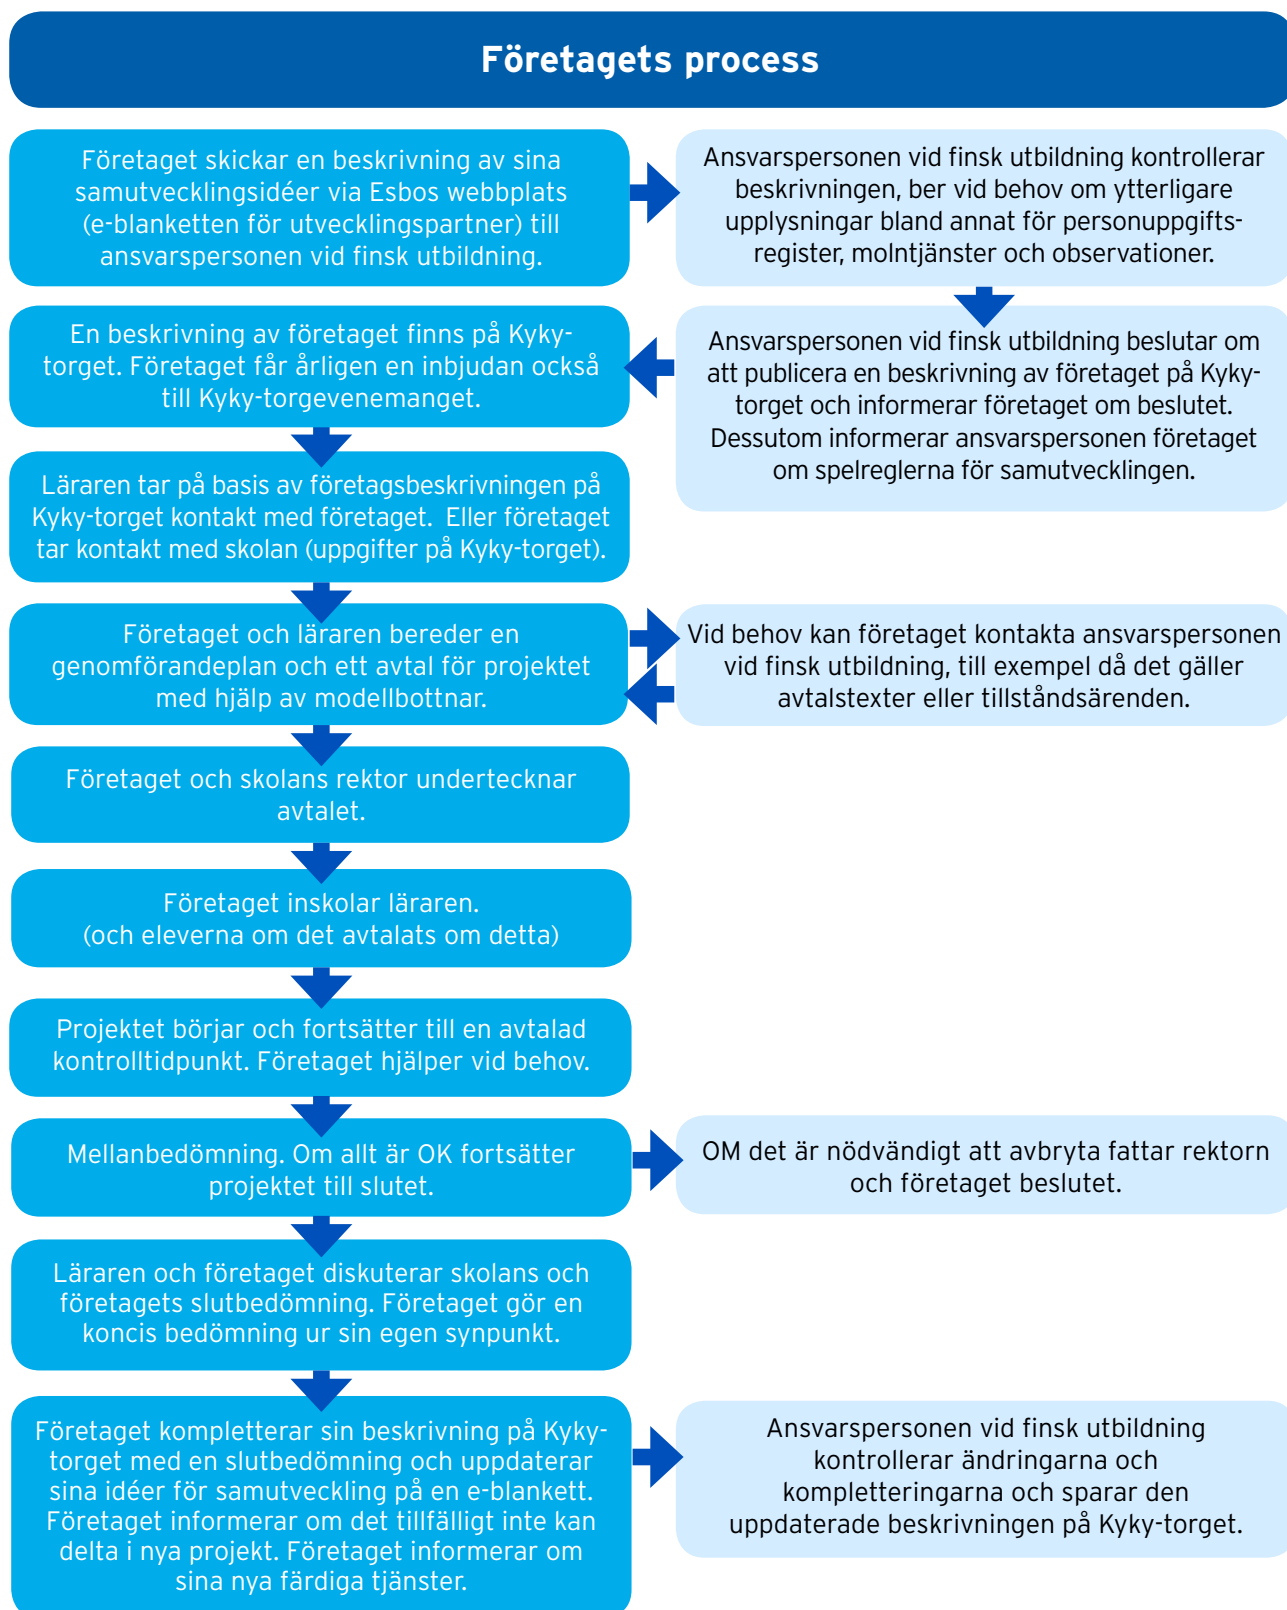 Företagets process
Företaget skickar en beskrivning av sina
samutvecklingsidéer via Esbos webbplats
(e-blanketten för utvecklingspartner) till
ansvarspersonen vid finsk utbildning.
Ansvarspersonen vid finsk utbildning kontrollerar
beskrivningen, ber vid behov om ytterligare
upplysningar bland annat för personuppgifts-
register, molntjänster och observationer.
Ansvarspersonen vid finsk utbildning beslutar om
att publicera en beskrivning av företaget på Kyky-
torget och informerar företaget om beslutet.
Dessutom informerar ansvarspersonen företaget
om spelreglerna för samutvecklingen.
En beskrivning av företaget finns på Kyky-
torget. Företaget får årligen en inbjudan också
till Kyky-torgevenemanget.
Läraren tar på basis av företagsbeskrivningen på
Kyky-torget kontakt med företaget.  Eller företaget
tar kontakt med skolan (uppgifter på Kyky-torget).
Företaget och läraren bereder en
genomförandeplan och ett avtal för projektet
med hjälp av modellbottnar.
Vid behov kan företaget kontakta ansvarspersonen
vid finsk utbildning, till exempel då det gäller
avtalstexter eller tillståndsärenden.
Företaget och skolans rektor undertecknar
avtalet.
Företaget inskolar läraren.
(och eleverna om det avtalats om detta)
Projektet börjar och fortsätter till en avtalad
kontrolltidpunkt. Företaget hjälper vid behov.
Mellanbedömning. Om allt är OK fortsätter
projektet till slutet.
OM det är nödvändigt att avbryta fattar rektorn
och företaget beslutet.
Läraren och företaget diskuterar skolans och
företagets slutbedömning. Företaget gör en
koncis bedömning ur sin egen synpunkt.
Företaget kompletterar sin beskrivning på Kyky-
torget med en slutbedömning och uppdaterar
sina idéer för samutveckling på en e-blankett.
Företaget informerar om det tillfälligt inte kan
delta i nya projekt. Företaget informerar om
sina nya färdiga tjänster.
Ansvarspersonen vid finsk utbildning
kontrollerar ändringarna och
kompletteringarna och sparar den
uppdaterade beskrivningen på Kyky-torget.